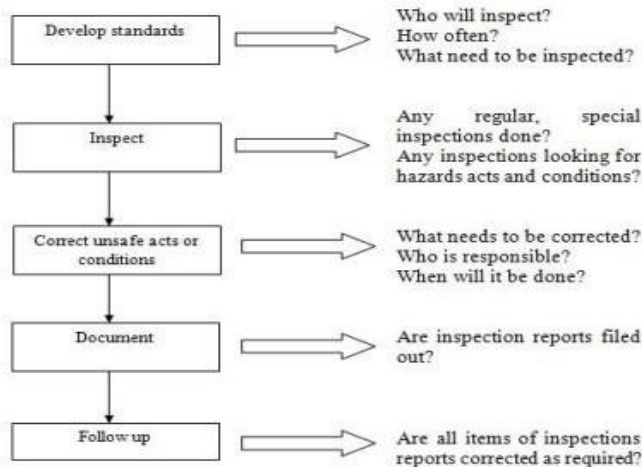 Develop standards
Who will inspect?
How often?
What need to be inspected?
Inspect
Any regular, special
inspections done?
Any inspections looking for
hazards acts and conditions?
Correct unsafe acts or
conditions
What needs to be corrected?
Who is responsible?
When will it be done?
Document
Are inspection reports filed
out?
Follow up
Are all items of inspections
reports corrected as required?